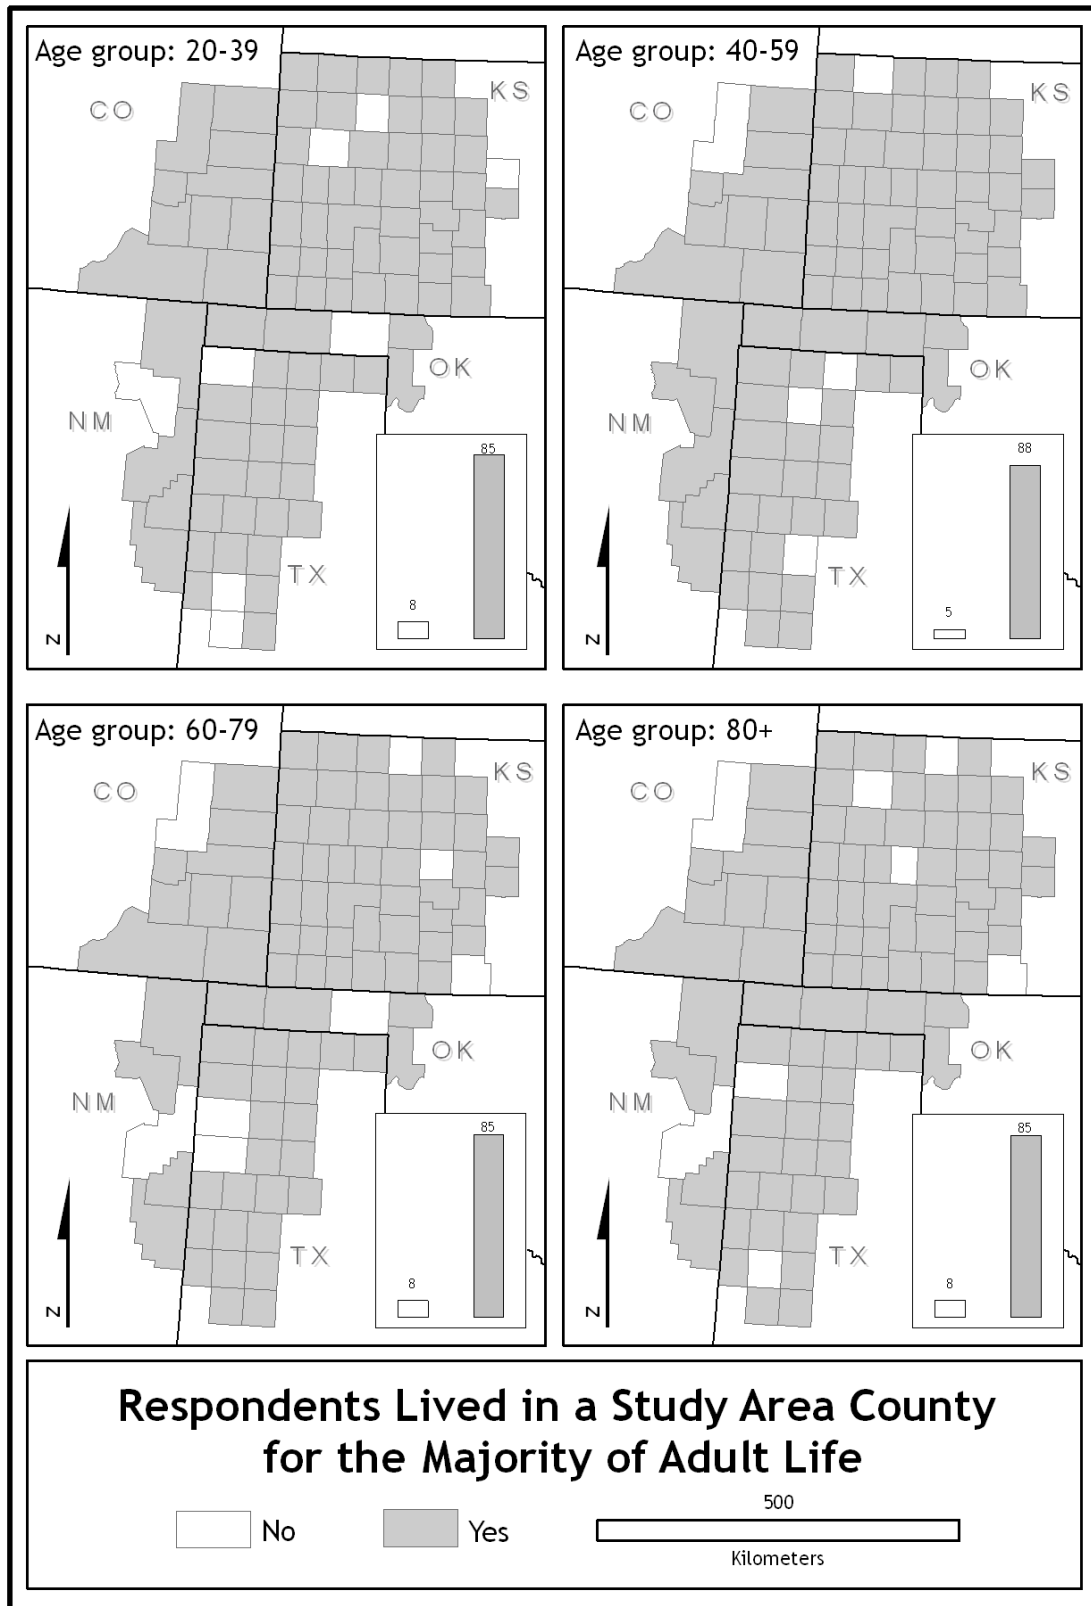 Age group: 20-39
CO
KS
NM
OK
TX
85
8
N
Age group: 40-59
CO
KS
NM
OK
TX
88
5
N
Age group: 60-79
CO
KS
NM
OK
TX
85
8
N
Age group: 80+
CO
KS
NM
OK
TX
85
8
N
Respondents Lived in a Study Area County
for the Majority of Adult Life
No
Yes
500
Kilometers